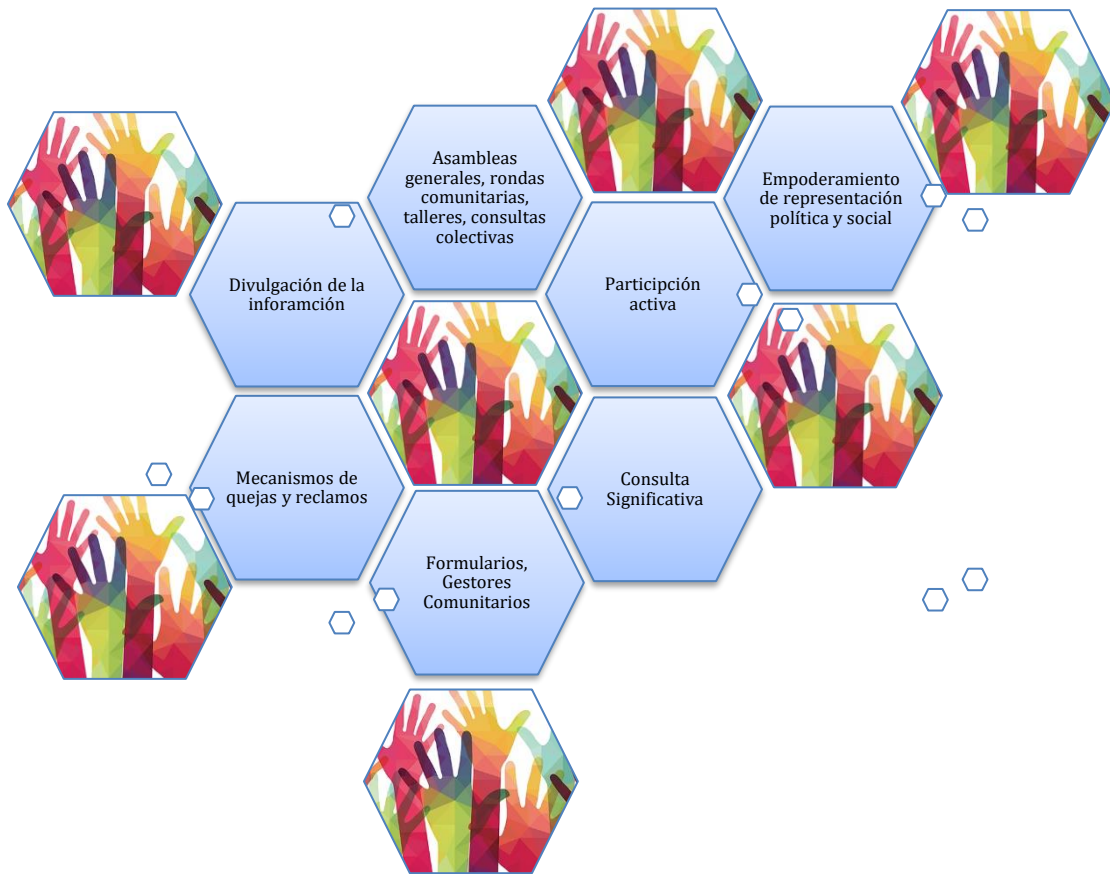 Asambleas
generales, rondas
comunitarias,
talleres, consultas
colectivas
Empoderamiento
de representación
política y social
Divulgación de la
inforamción
Participción
activa
Mecanismos de
quejas y reclamos
Consulta
Significativa
Formularios,
Gestores
Comunitarios